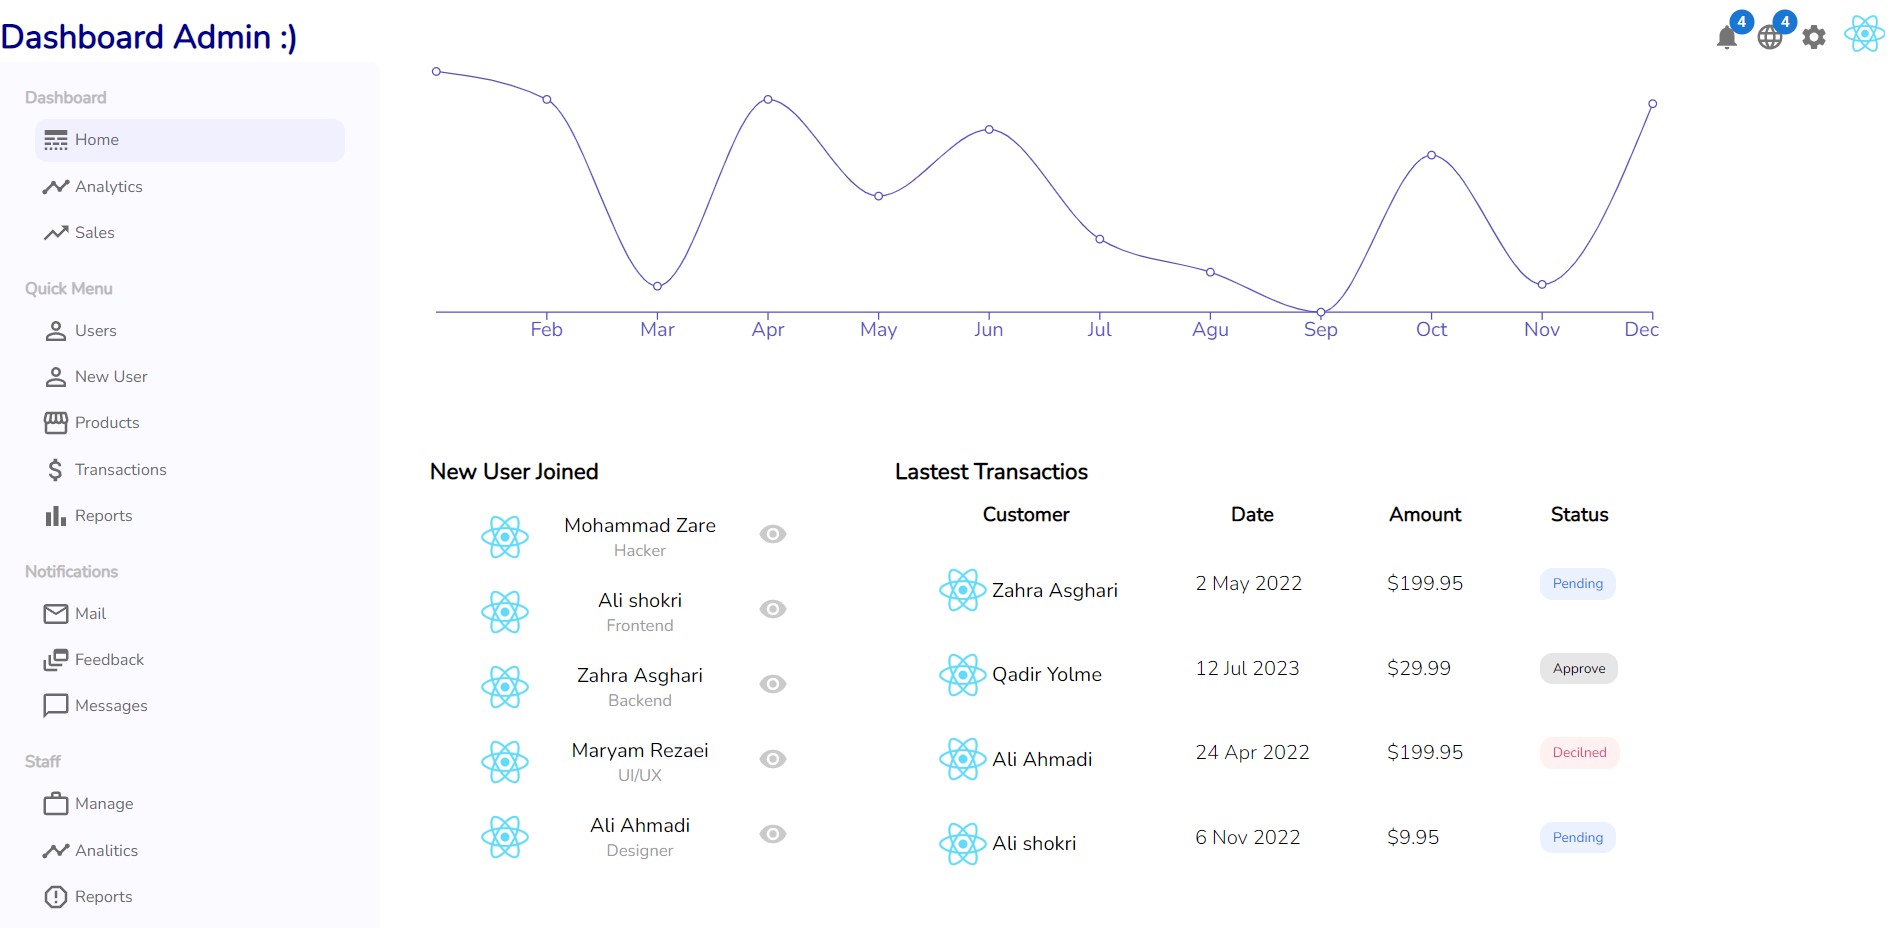 Dashboard Admin :)
4
4
Dashboard
Home
Analytics
Sales
Quick Menu
Users
New User
Products
Transactions
Reports
Notifications
Mail
Feedback
Messages
Staff
Manage
Analitics
Reports
Feb Mar Apr May Jun Jul Agu Sep Oct Nov Dec
New User Joined
Mohammad Zare
Hacker
Ali shokri
Frontend
Zahra Asghari
Backend
Maryam Rezaei
UI/UX
Ali Ahmadi
Designer
Lastest Transactios
Customer Date Amount Status
Zahra Asghari 2 May 2022 $199.95 Pending
Qadir Yolme 12 Jul 2023 $29.99 Approve
Ali Ahmadi 24 Apr 2022 $199.95 Decilned
Ali shokri 6 Nov 2022 $9.95 Pending